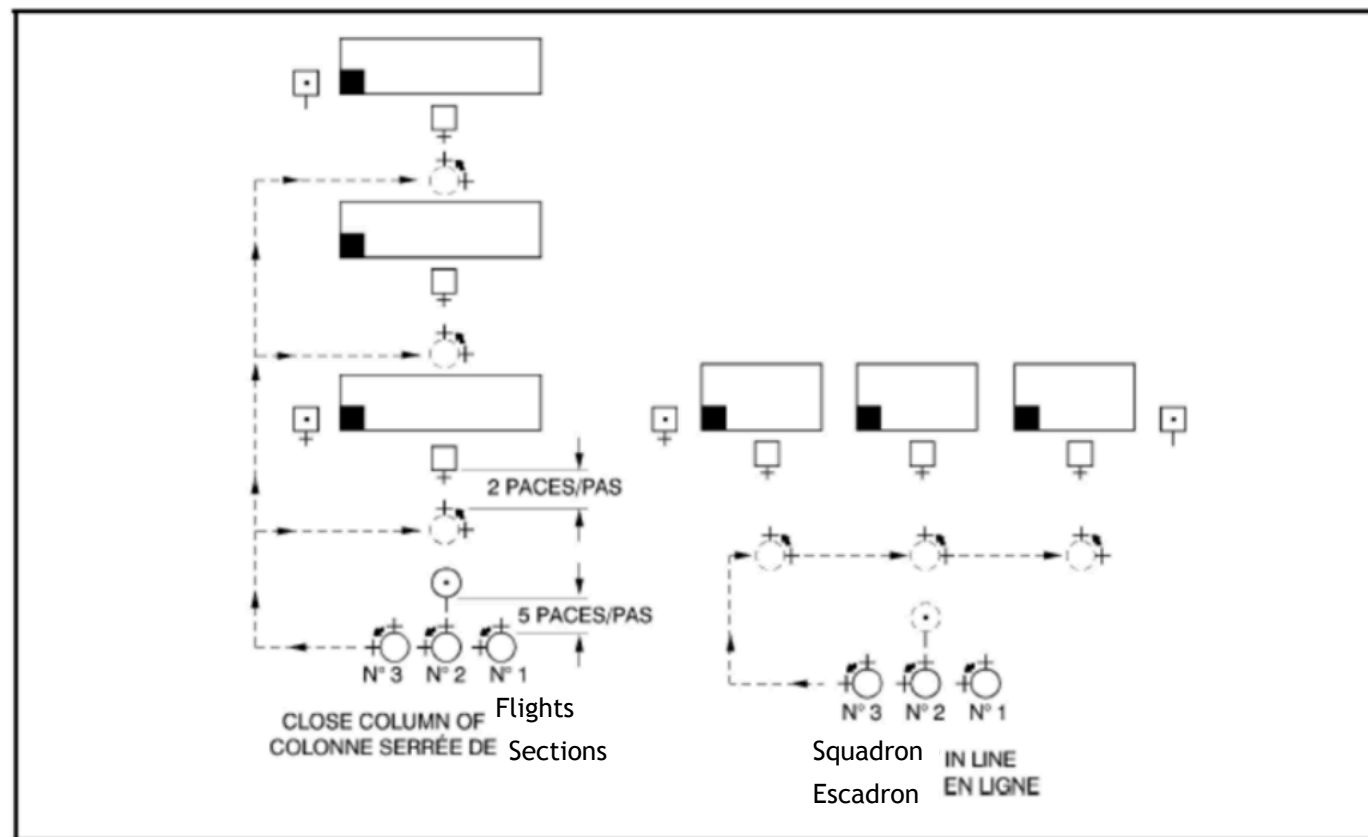 2 PACES/PAS
5 PACES/PAS
N° 3 N° 2 N° 1
CLOSE COLUMN OF Flights
COLONNE SERRÉE DE Sections
N° 3 N° 2 N° 1
Squadron IN LINE
Escadron EN LIGNE